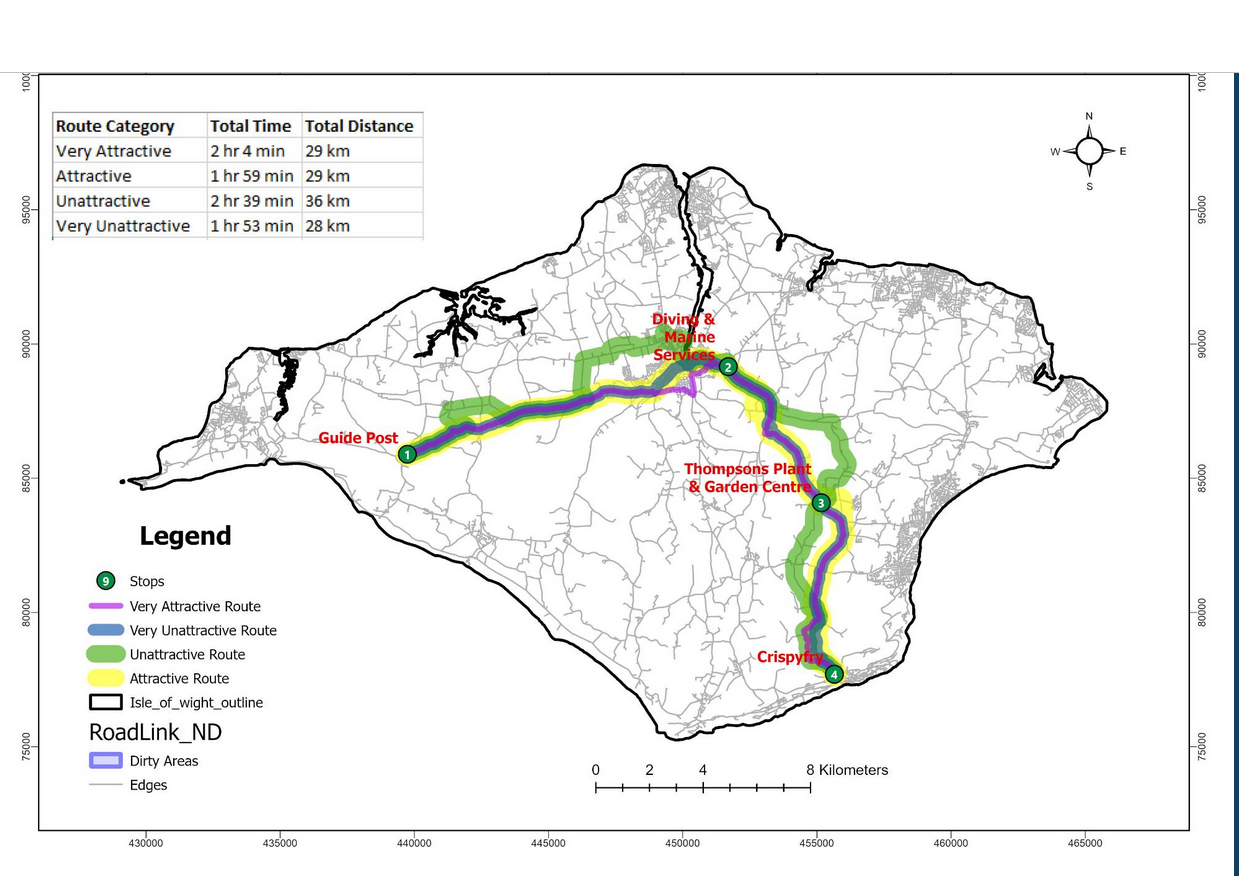 Route Category Total Time Total Distance
Very Attractive 2 hr 4 min 29 km
Attractive 1 hr 59 min 29 km
Unattractive 2 hr 39 min 36 km
Very Unattractive 1 hr 53 min 28 km
N
W E
S
95000 95000
90000 90000
85000 85000
80000 80000
75000 75000
Diving &
Marine
Services
2
Guide Post
1
Thompsons Plant
& Garden Centre
3
Crispyfry
4
Legend
9 Stops
Very Attractive Route
Very Unattractive Route
Unattractive Route
Attractive Route
Isle_of_wight_outline
RoadLink_ND
Dirty Areas
Edges
0 2 4 8 Kilometers
430000 435000 440000 445000 450000 455000 460000 465000